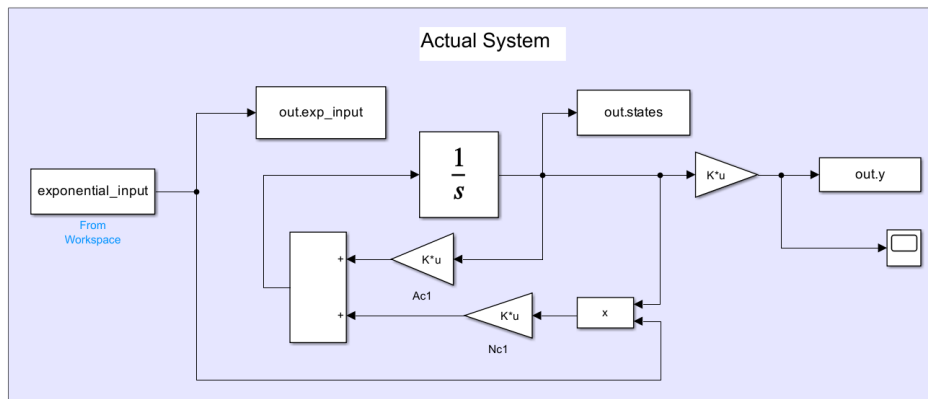 Actual System
out.exp_input
out.states
exponential_input
From
Workspace
1
s
K*u
out.y
+
K*u
Ac1
+
K*u
x
Nc1